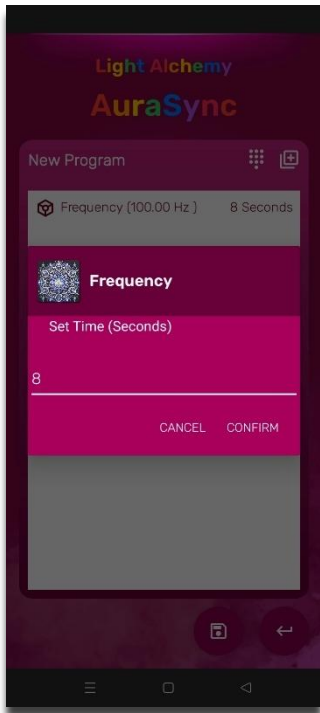 Light Alchemy
AuraSync
New Program
Frequency (100.00 Hz ) 8 Seconds
Frequency
Set Time (Seconds)
8
CANCEL CONFIRM